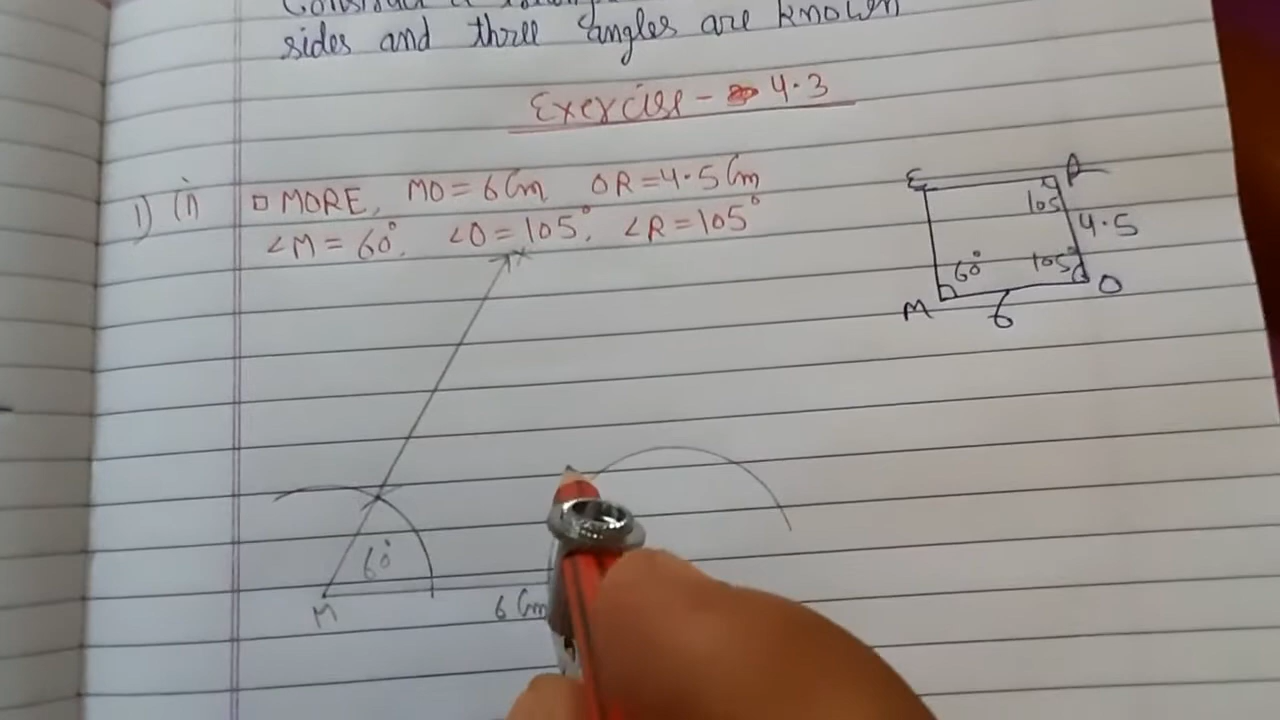 sides and three angles are known
Exercise - 4.3
1) (i) □ MORE, MO = 6 Cm OR = 4.5 Cm
∠M = 60°, ∠O = 105°, ∠R = 105°
E R
105
4.5
60° 105°
M 6 O
60°
M 6 Cm